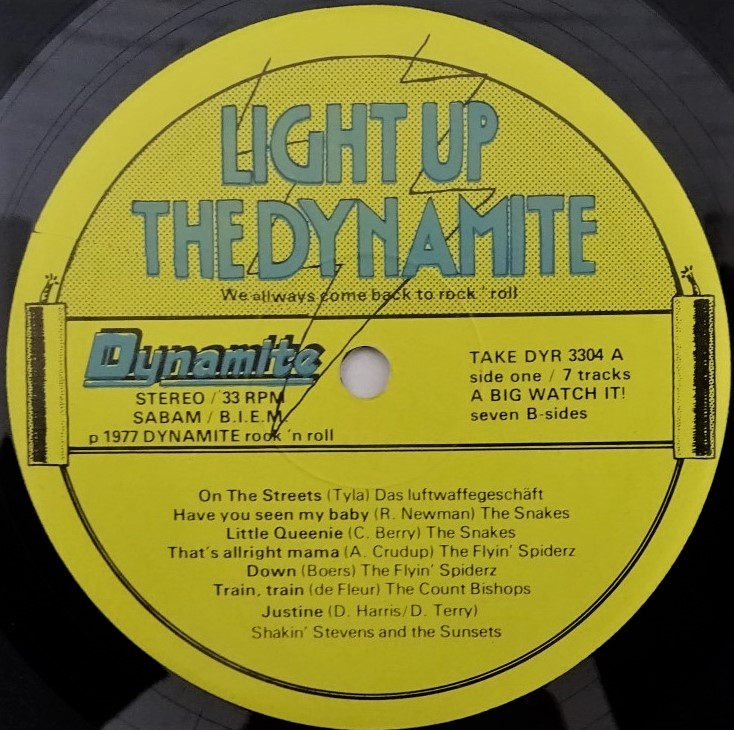 LIGHT UP
THE DYNAMITE
We allways come back to rock 'roll
Dynamite
STEREO / 33 RPM
SABAM / B.I.E.M.
p 1977 DYNAMITE rock 'n roll
TAKE DYR 3304 A
side one / 7 tracks
A BIG WATCH IT!
seven B-sides
On The Streets (Tyla) Das luftwaffegeschäft
Have you seen my baby (R. Newman) The Snakes
Little Queenie (C. Berry) The Snakes
That's allright mama (A. Crudup) The Flyin' Spiderz
Down (Boers) The Flyin' Spiderz
Train, train (de Fleur) The Count Bishops
Justine (D. Harris/D. Terry)
Shakin' Stevens and the Sunsets